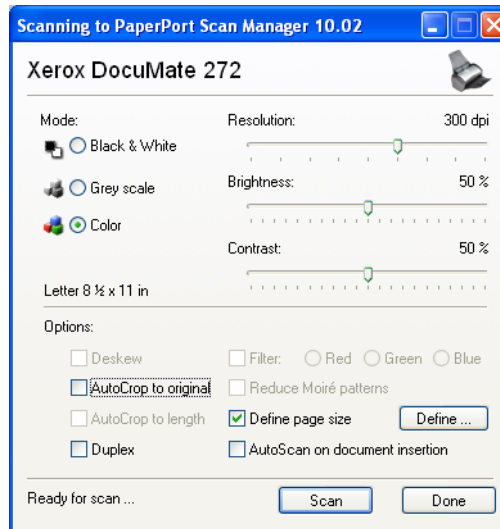 Scanning to PaperPort Scan Manager 10.02
Xerox DocuMate 272
Mode:
Black & White
Grey scale
Color
Letter 8 ½ x 11 in
Resolution: 300 dpi
Brightness: 50 %
Contrast: 50 %
Options:
Deskew Filter: Red Green Blue
AutoCrop to original Reduce Moiré patterns
AutoCrop to length Define page size Define ...
Duplex AutoScan on document insertion
Ready for scan ... Scan Done